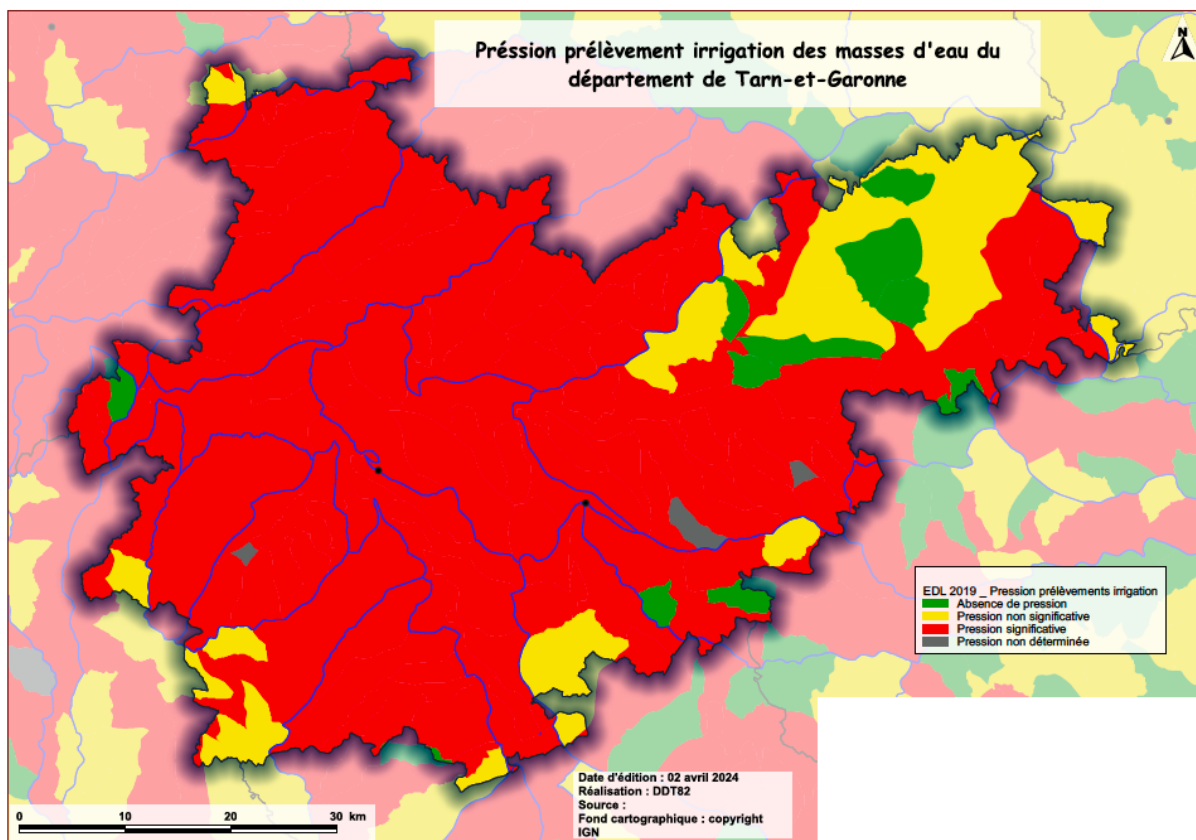 Préssion prélèvement irrigation des masses d'eau du
département de Tarn-et-Garonne
N
EDL 2019 _ Pression prélèvements irrigation
Absence de pression
Pression non significative
Pression significative
Pression non déterminée
Date d'édition : 02 avril 2024
Réalisation : DDT82
Source :
Fond cartographique : copyright
IGN
0 10 20 30 km